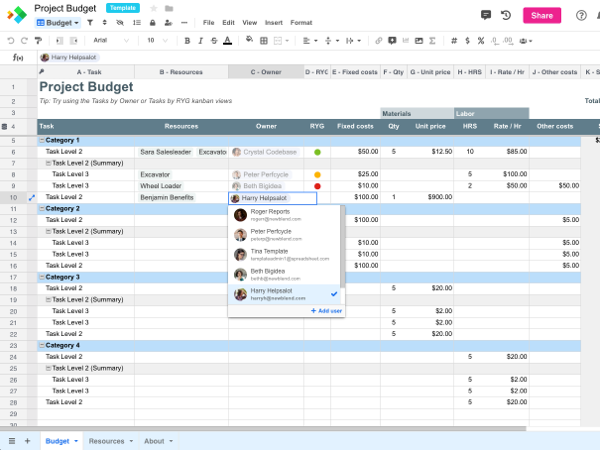 Project Budget Template
Budget
File Edit View Insert Format
Share
Arial 10 B I S A
f(x) Harry Helpsalot
A - Task B - Resources C - Owner D - RYG E - Fixed costs F - Qty G - Unit price H - HRS I - Rate / Hr J - Other costs K - S
1 Project Budget
2 Tip: Try using the Tasks by Owner or Tasks by RYG kanban views Total
3 Materials Labor
4 Task Resources Owner RYG Fixed costs Qty Unit price HRS Rate / Hr Other costs
5 Category 1
6 Task Level 2 Sara Salesleader Excavato Crystal Codebase $50.00 5 $12.50 10 $85.00
7 Task Level 2 (Summary)
8 Task Level 3 Excavator Peter Perfcycle $25.00 5 $100.00
9 Task Level 3 Wheel Loader Beth Bigidea $10.00 2 $50.00 $50.00
10 Task Level 2 Benjamin Benefits Harry Helpsalot $100.00 1 $900.00
11 Category 2
12 Task Level 2 $100.00 $5.00
13 Task Level 2 (Summary)
14 Task Level 3 $10.00 $5.00
15 Task Level 3 $10.00 $5.00
16 Task Level 2 $100.00 $5.00
17 Category 3
18 Task Level 2 5 $20.00
19 Task Level 2 (Summary)
20 Task Level 3 5 $2.00
21 Task Level 3 5 $2.00
22 Task Level 2 5 $20.00
23 Category 4
24 Task Level 2 5 $20.00
25 Task Level 2 (Summary)
26 Task Level 3 5 $2.00
27 Task Level 3 5 $2.00
28 Task Level 2 5 $20.00
29
30
Roger Reports
rogerr@newblend.com
Peter Perfcycle
peterp@newblend.com
Tina Template
templateadmin1@spreadsheet.com
Beth Bigidea
bethb@newblend.com
Harry Helpsalot
harryh@newblend.com
+ Add user
Budget Resources About